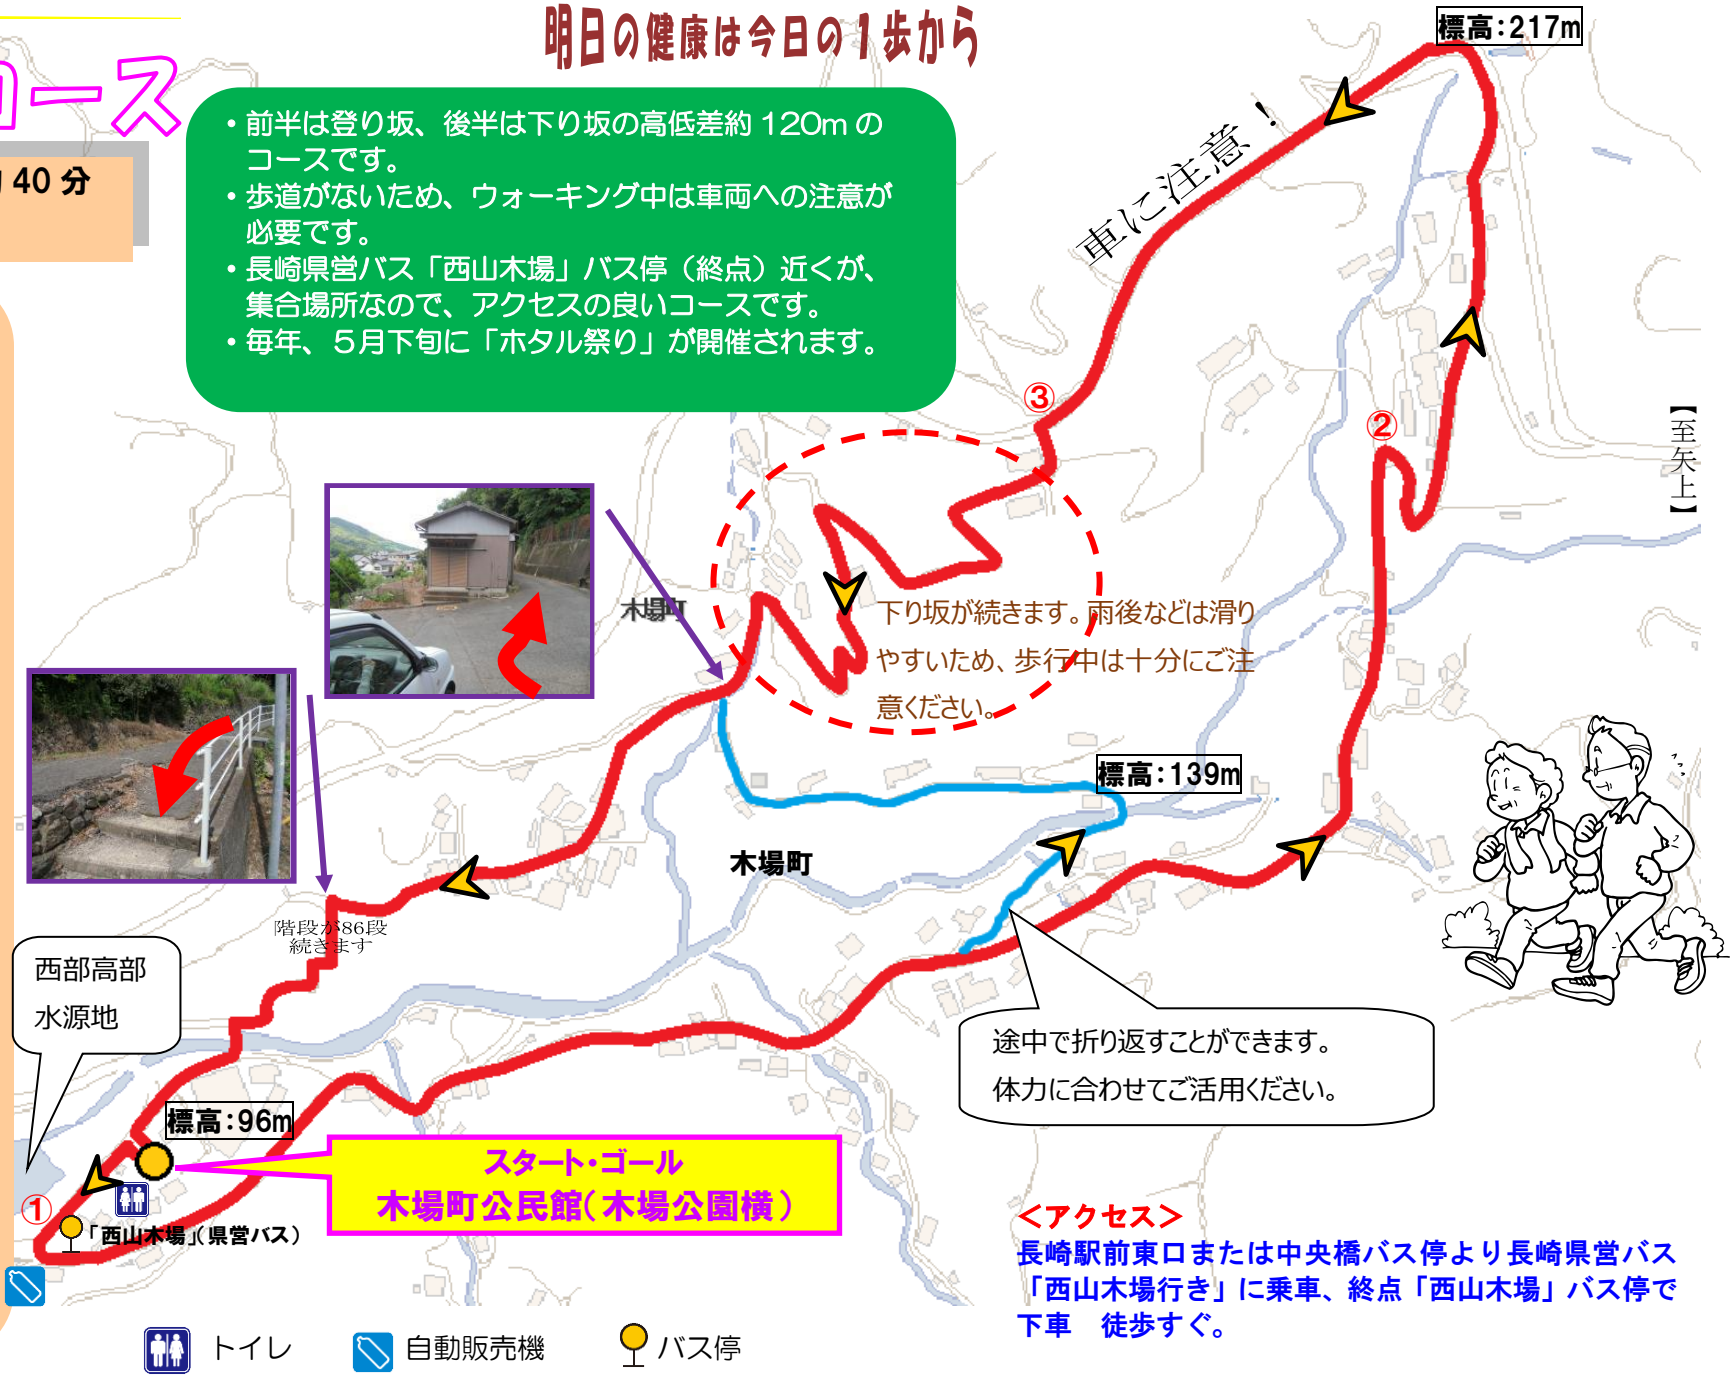 明日の健康は今日の1歩から
コース
40分
・前半は登り坂、後半は下り坂の高低差約120mの
コースです。
・歩道がないため、ウォーキング中は車両への注意が
必要です。
・長崎県営バス「西山木場」バス停（終点）近くが、
集合場所なので、アクセスの良いコースです。
・毎年、5月下旬に「ホタル祭り」が開催されます。
標高：217m
車に注意！
③
②
【至矢上】
木場町
下り坂が続きます。雨後などは滑り
やすいため、歩行中は十分にご注
意ください。
標高：139m
木場町
階段が86段
続きます
西部高部
水源地
途中で折り返すことができます。
体力に合わせてご活用ください。
標高：96m
スタート・ゴール
木場町公民館（木場公園横）
①
「西山木場」（県営バス）
＜アクセス＞
長崎駅前東口または中央橋バス停より長崎県営バス
「西山木場行き」に乗車、終点「西山木場」バス停で
下車　徒歩すぐ。
トイレ
自動販売機
バス停